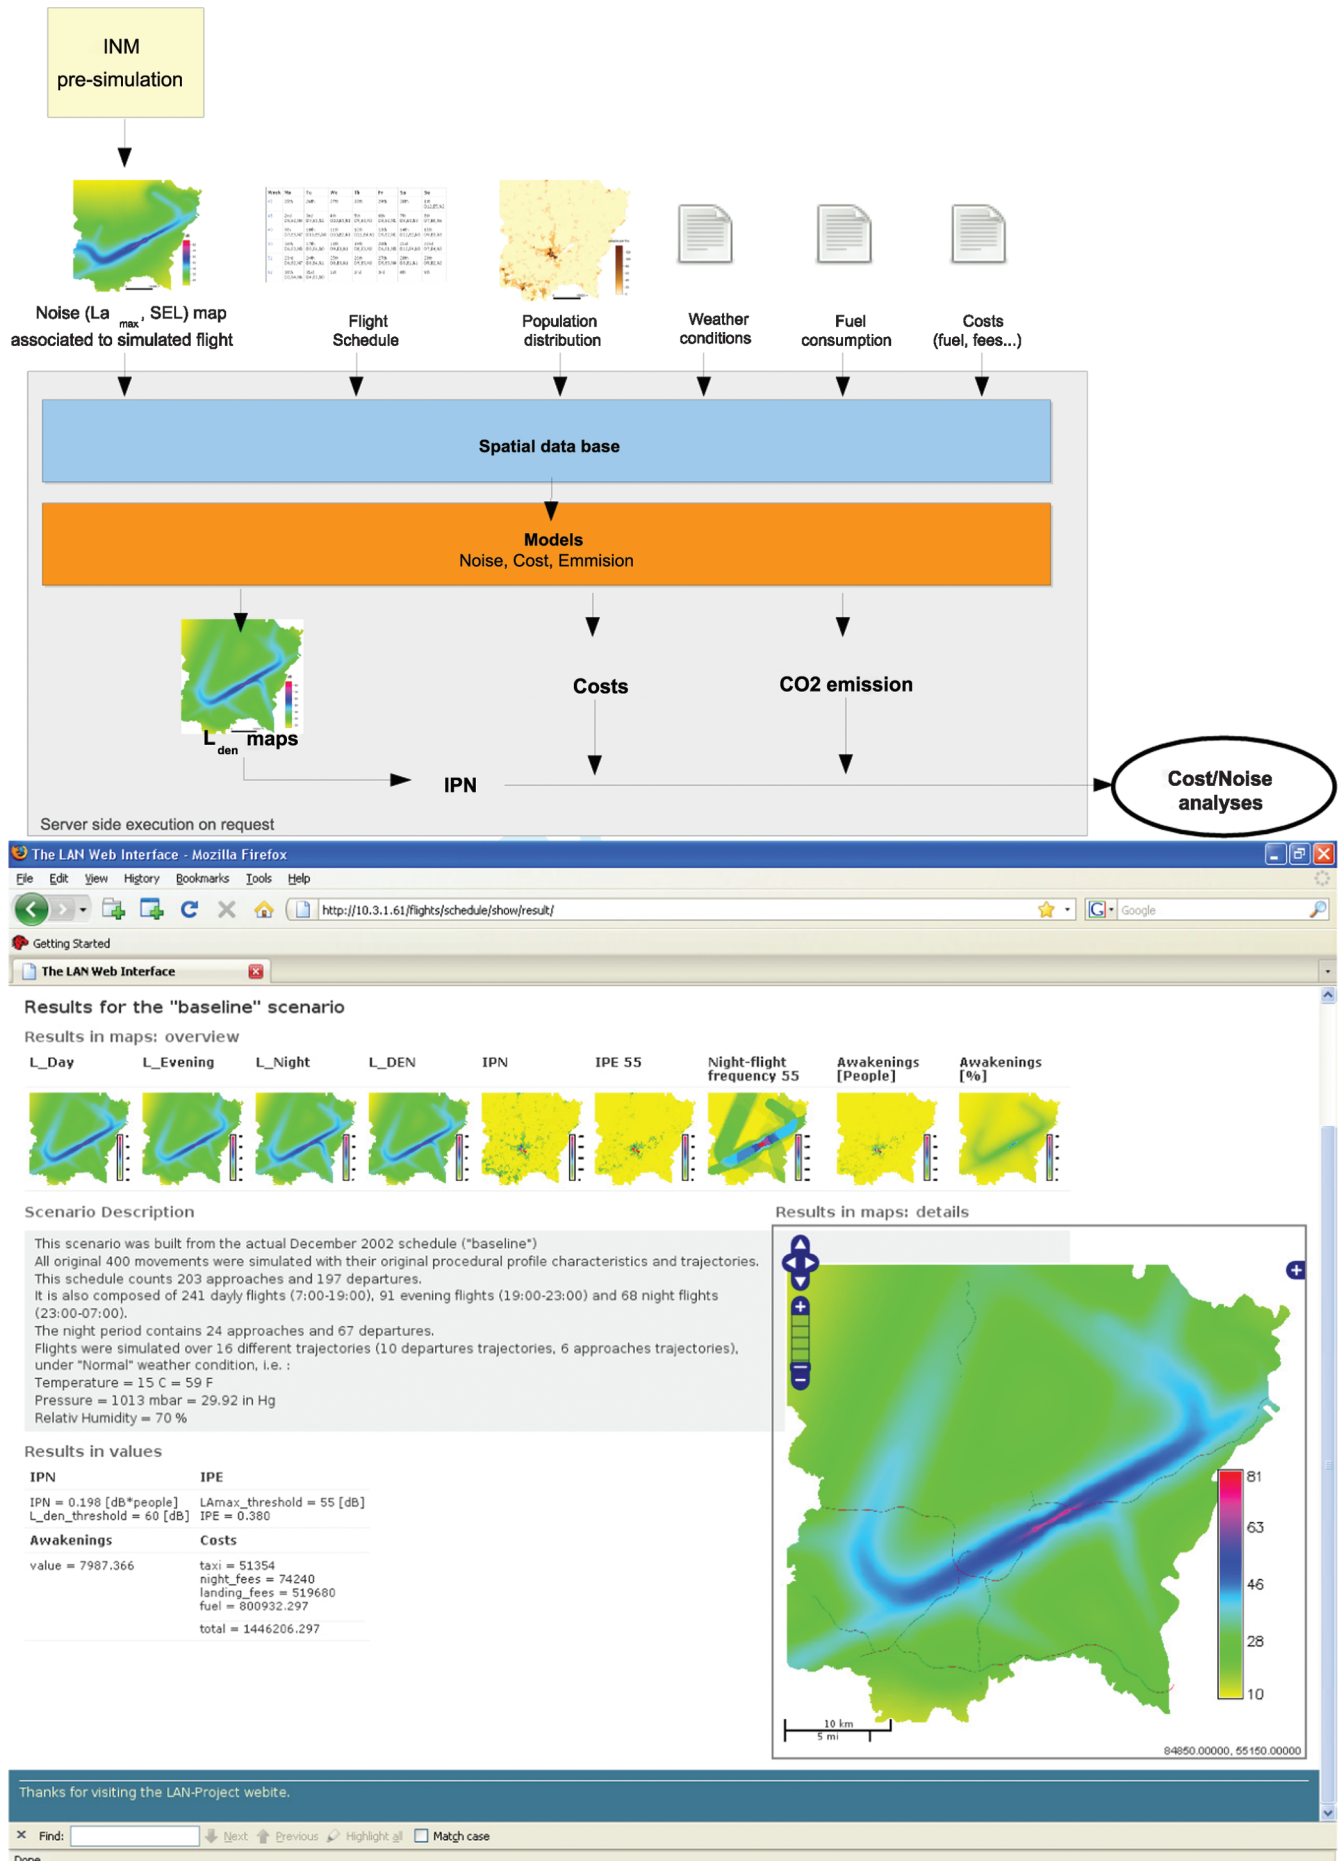 INM
pre-simulation
Noise (La max, SEL) map
associated to simulated flight
Flight
Schedule
Population
distribution
Weather
conditions
Fuel
consumption
Costs
(fuel, fees...)
Spatial data base
Models
Noise, Cost, Emmision
L den maps
Costs
CO2 emission
IPN
Cost/Noise
analyses
Server side execution on request
The LAN Web Interface - Mozilla Firefox
File Edit View History Bookmarks Tools Help
http://10.3.1.61/flights/schedule/show/result/
G Google
Getting Started
The LAN Web Interface
Results for the "baseline" scenario
Results in maps: overview
L_Day L_Evening L_Night L_DEN IPN IPE 55 Night-flight frequency 55 Awakenings [People] Awakenings [%]
Scenario Description
Results in maps: details
This scenario was built from the actual December 2002 schedule ("baseline")
All original 400 movements were simulated with their original procedural profile characteristics and trajectories.
This schedule counts 203 approaches and 197 departures.
It is also composed of 241 dayly flights (7:00-19:00), 91 evening flights (19:00-23:00) and 68 night flights
(23:00-07:00).
The night period contains 24 approaches and 67 departures.
Flights were simulated over 16 different trajectories (10 departures trajectories, 6 approaches trajectories),
under "Normal" weather condition, i.e. :
Temperature = 15 C = 59 F
Pressure = 1013 mbar = 29.92 in Hg
Relativ Humidity = 70 %
Results in values
IPN IPE
IPN = 0.198 [dB*people] LAmax_threshold = 55 [dB]
L_den_threshold = 60 [dB] IPE = 0.380
Awakenings Costs
value = 7987.366 taxi = 51354
night_fees = 74240
landing_fees = 519680
fuel = 800932.297
total = 1446206.297
81
63
46
28
10
10 km
5 mi
84850.00000, 55150.00000
Thanks for visiting the LAN-Project webite.
Find: Next Previous Highlight all Match case
Done